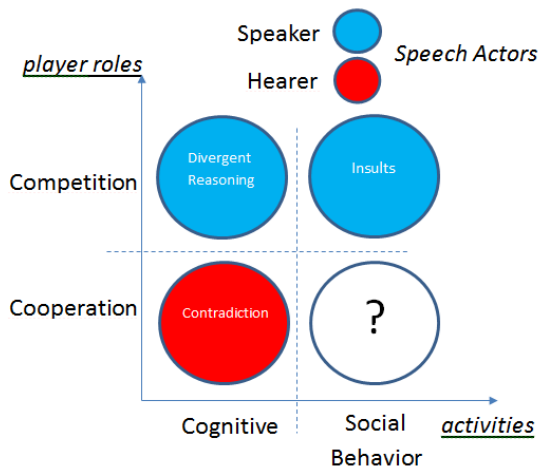 Speaker
Speech Actors
player roles
Hearer
Divergent
Reasoning
Insults
Competition
Cooperation
Contradiction
?
Cognitive
Social
Behavior
activities